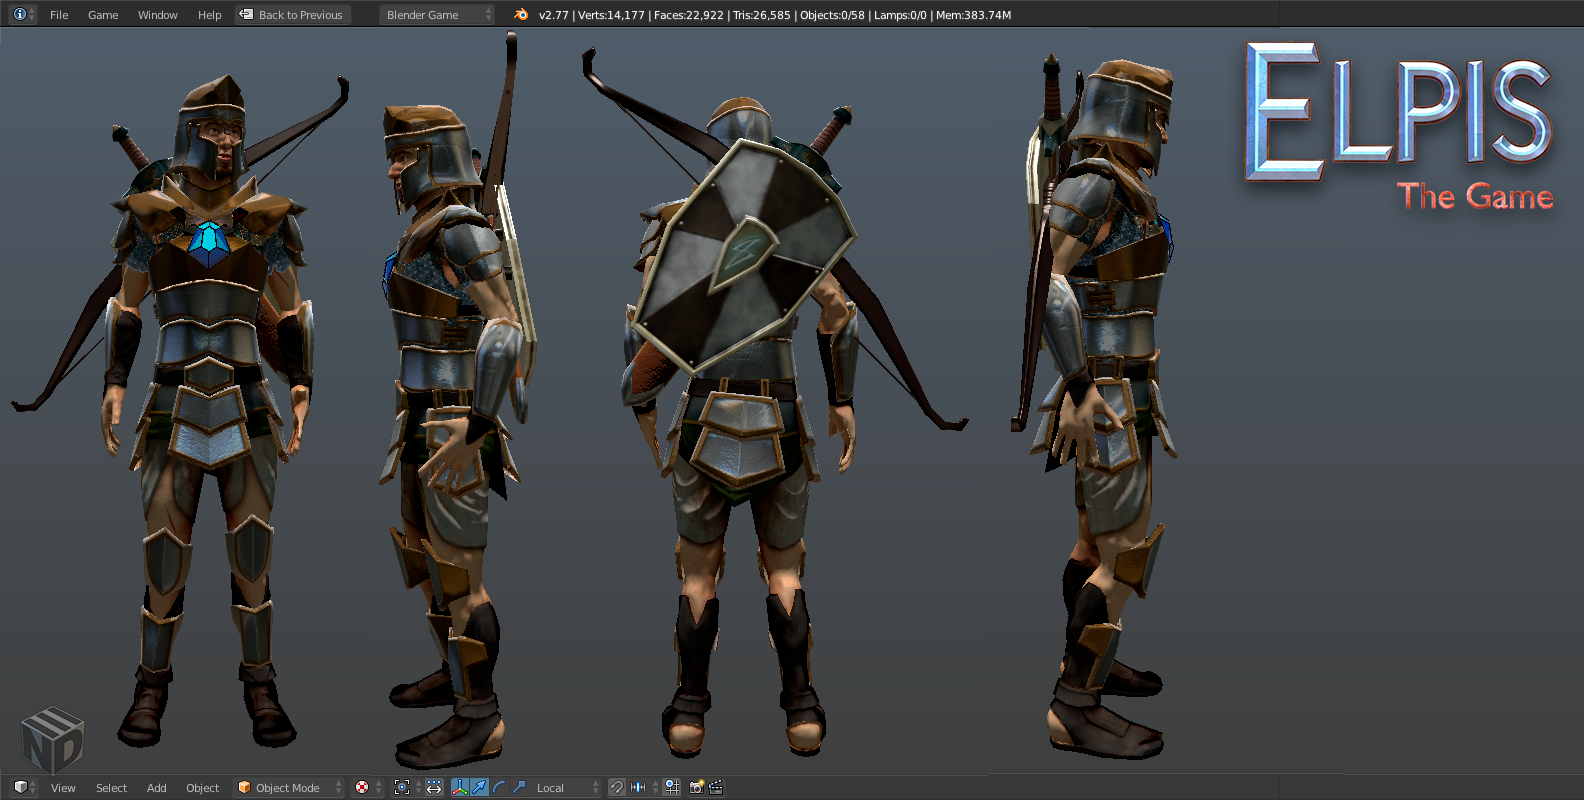 File Game Window Help Back to Previous Blender Game v2.77 | Verts:14,177 | Faces:22,922 | Tris:26,585 | Objects:0/58 | Lamps:0/0 | Mem:383.74M
ELPIS
The Game
ND
View Select Add Object Object Mode Local